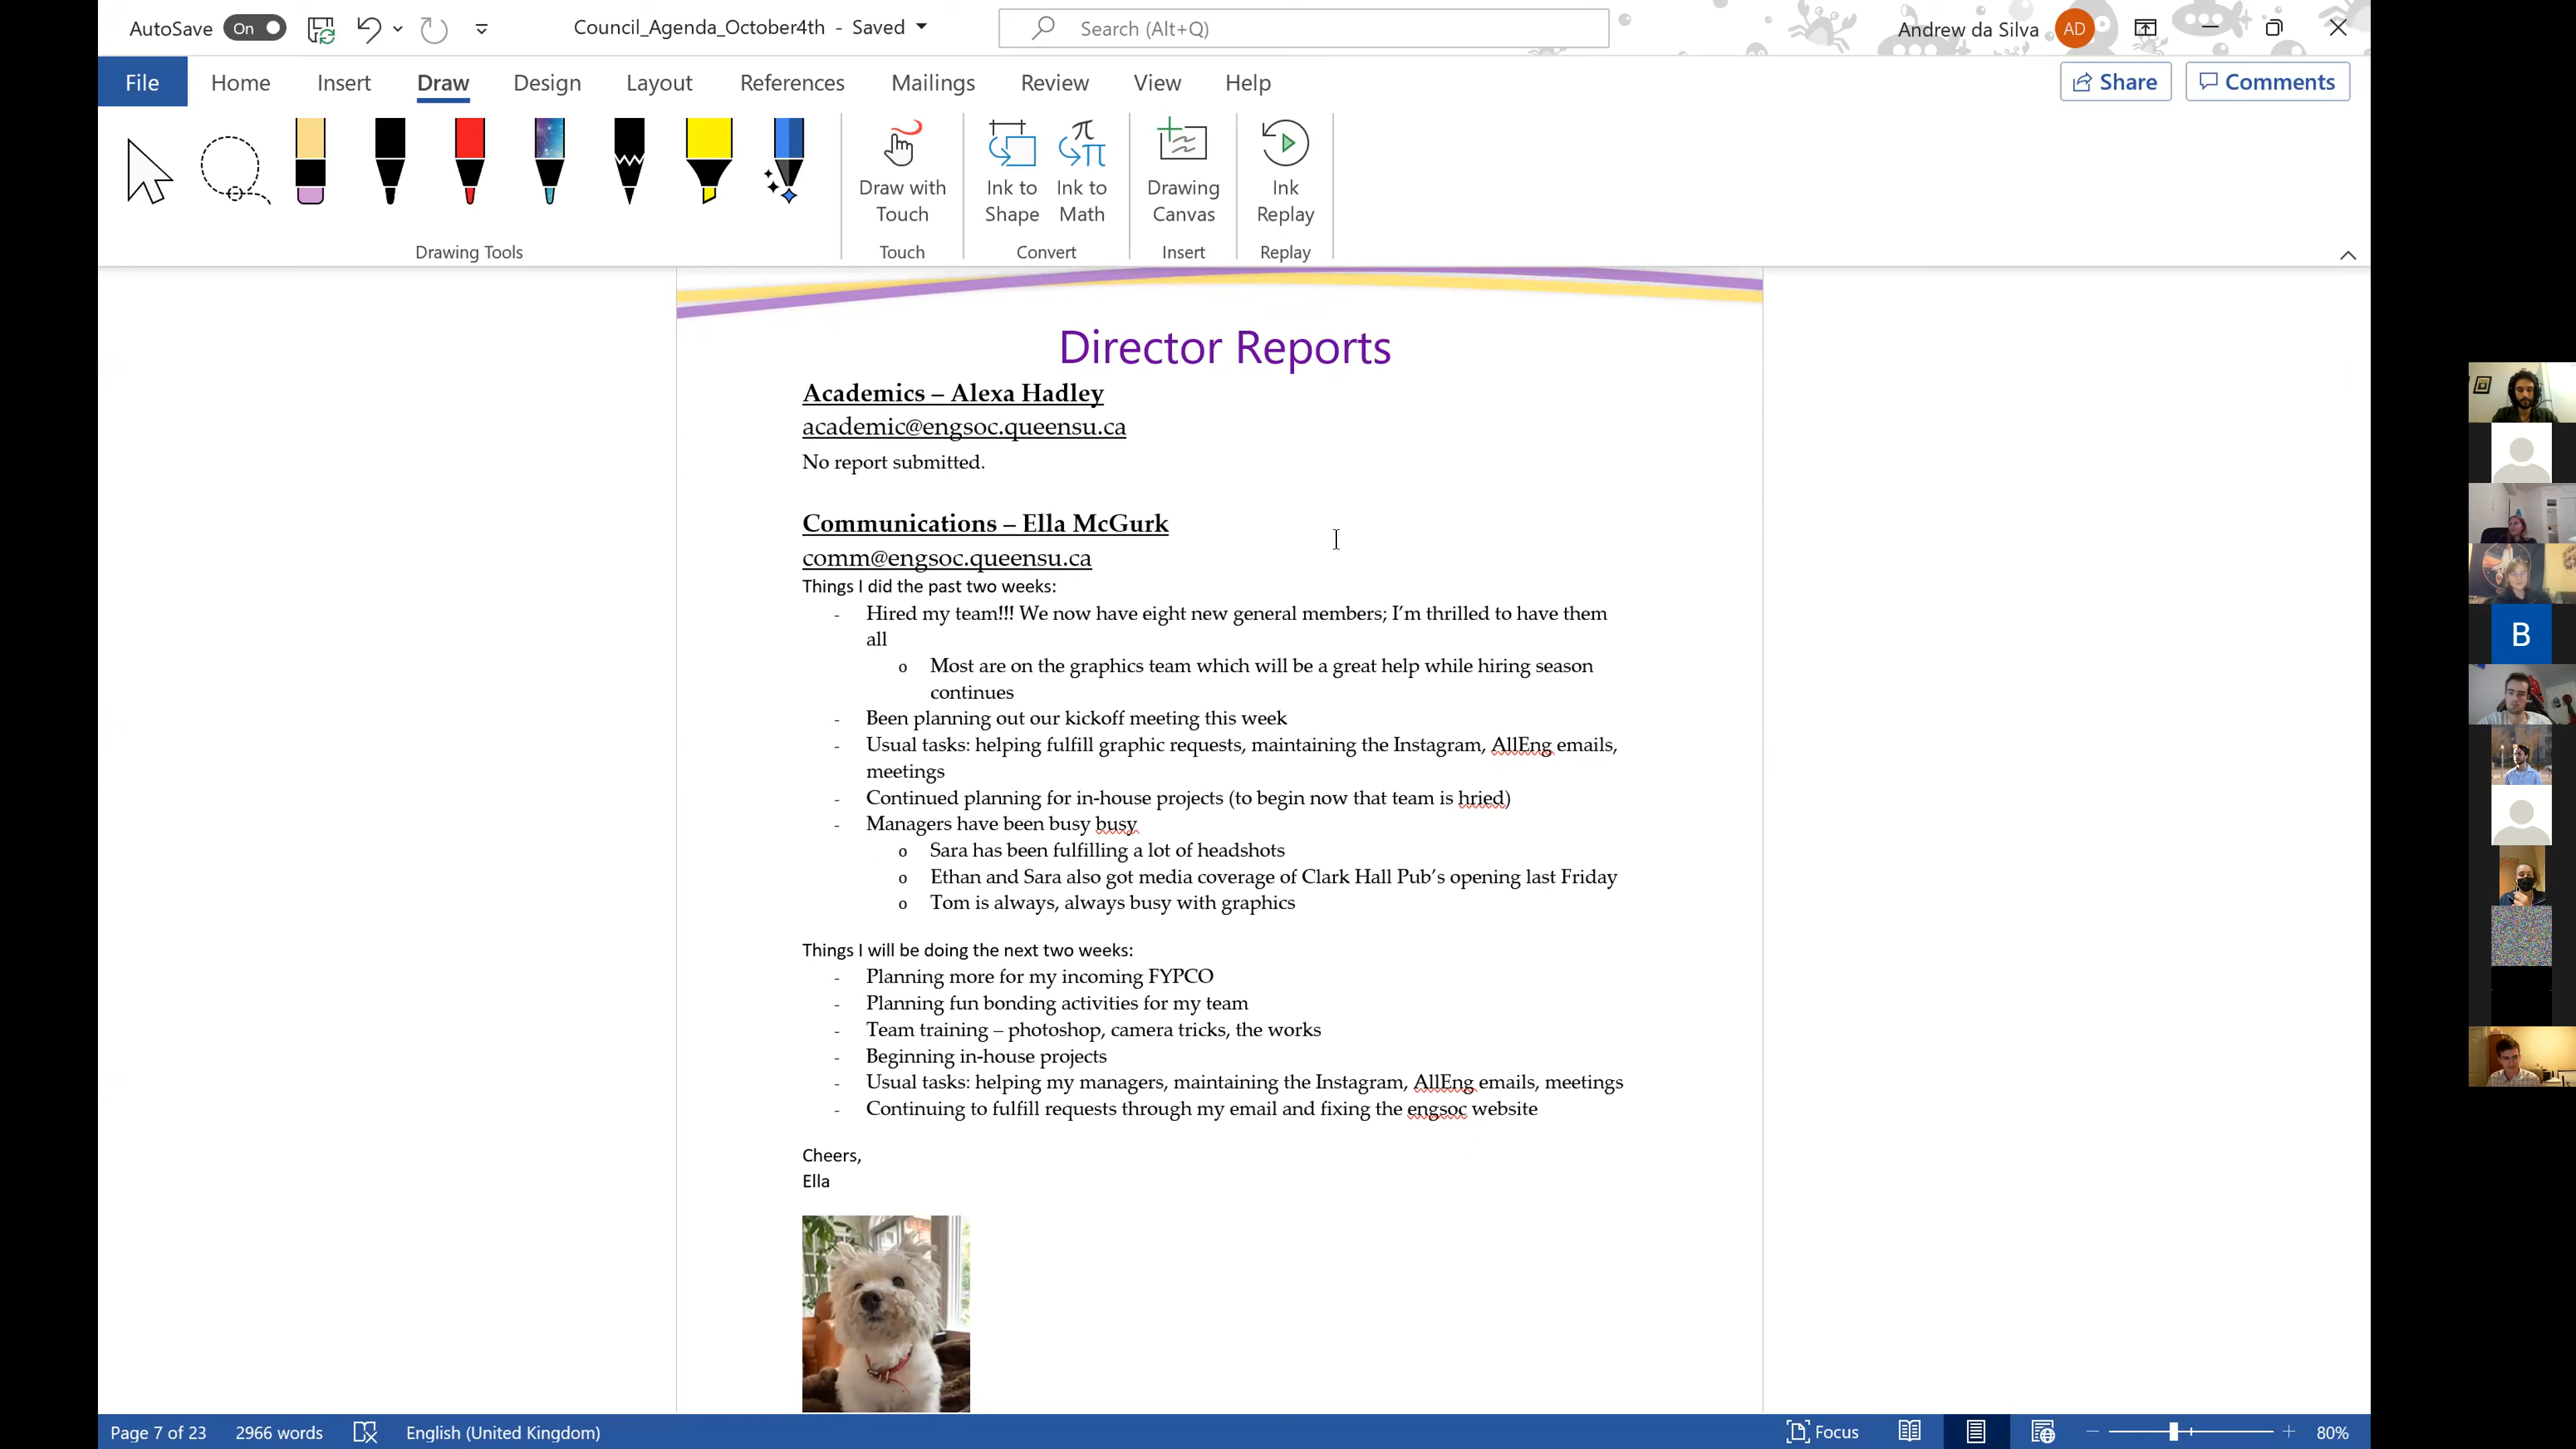 AutoSave On Council_Agenda_October4th - Saved Search (Alt+Q) Andrew da Silva AD
File Home Insert Draw Design Layout References Mailings Review View Help Share Comments
Draw with Touch Ink to Shape Ink to Math Drawing Canvas Ink Replay
Drawing Tools Touch Convert Insert Replay
Director Reports
Academics – Alexa Hadley
academic@engsoc.queensu.ca
No report submitted.
Communications – Ella McGurk
comm@engsoc.queensu.ca
Things I did the past two weeks:
- Hired my team!!! We now have eight new general members; I'm thrilled to have them
all
o Most are on the graphics team which will be a great help while hiring season
continues
- Been planning out our kickoff meeting this week
- Usual tasks: helping fulfill graphic requests, maintaining the Instagram, AllEng emails,
meetings
- Continued planning for in-house projects (to begin now that team is hried)
- Managers have been busy busy
o Sara has been fulfilling a lot of headshots
o Ethan and Sara also got media coverage of Clark Hall Pub's opening last Friday
o Tom is always, always busy with graphics
Things I will be doing the next two weeks:
- Planning more for my incoming FYPCO
- Planning fun bonding activities for my team
- Team training – photoshop, camera tricks, the works
- Beginning in-house projects
- Usual tasks: helping my managers, maintaining the Instagram, AllEng emails, meetings
- Continuing to fulfill requests through my email and fixing the engsoc website
Cheers,
Ella
B
Page 7 of 23 2966 words English (United Kingdom) Focus 80%